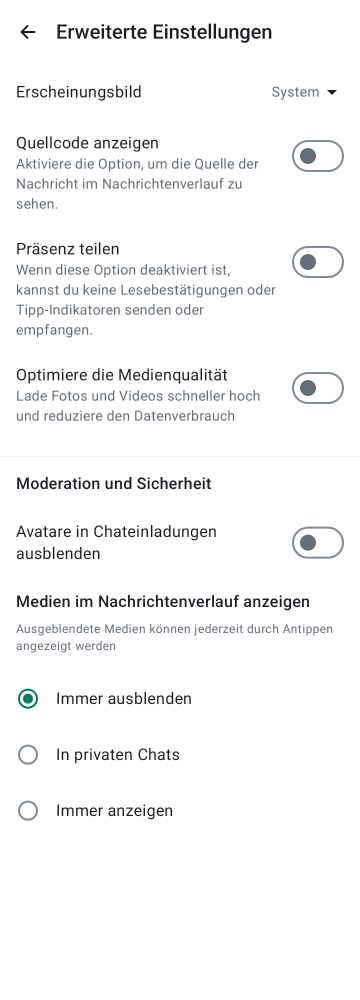 Erweiterte Einstellungen
Erscheinungsbild
System
Quellcode anzeigen
Aktiviere die Option, um die Quelle der
Nachricht im Nachrichtenverlauf zu
sehen.
Präsenz teilen
Wenn diese Option deaktiviert ist,
kannst du keine Lesebestätigungen oder
Tipp-Indikatoren senden oder
empfangen.
Optimiere die Medienqualität
Lade Fotos und Videos schneller hoch
und reduziere den Datenverbrauch
Moderation und Sicherheit
Avatare in Chateinladungen
ausblenden
Medien im Nachrichtenverlauf anzeigen
Ausgeblendete Medien können jederzeit durch Antippen
angezeigt werden
Immer ausblenden
In privaten Chats
Immer anzeigen